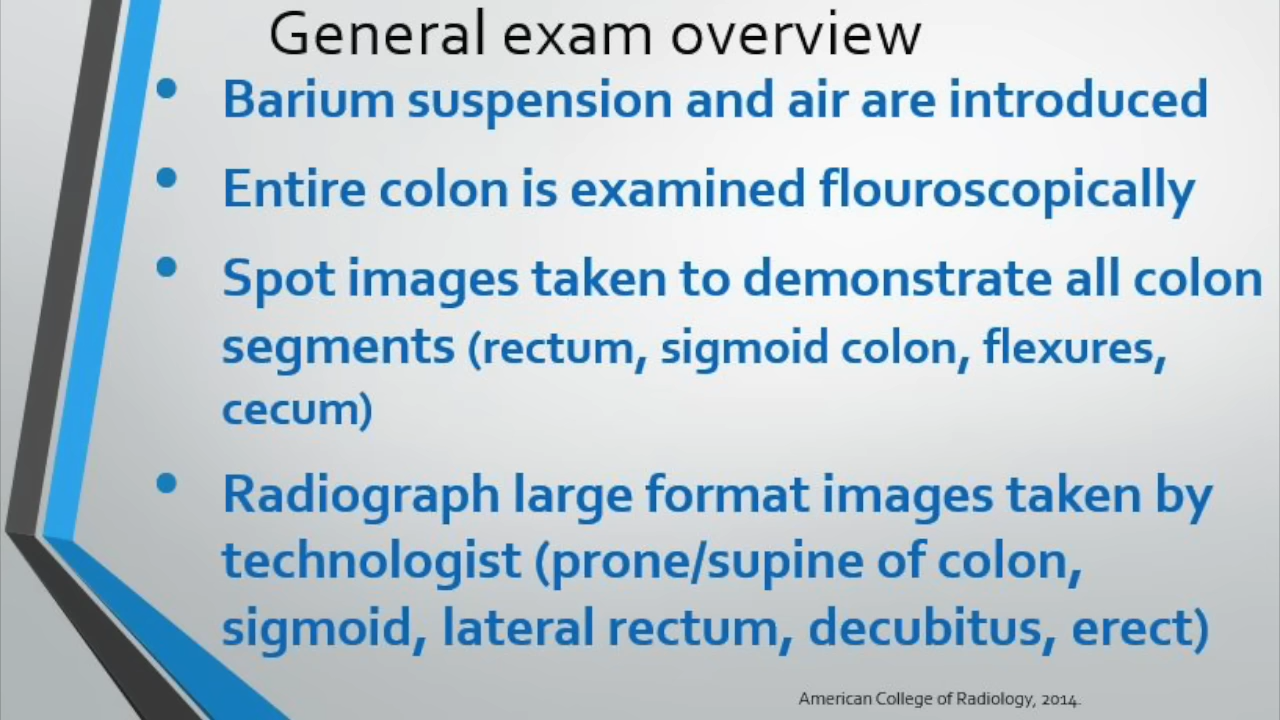 General exam overview
• Barium suspension and air are introduced
• Entire colon is examined flouroscopically
• Spot images taken to demonstrate all colon
segments (rectum, sigmoid colon, flexures,
cecum)
• Radiograph large format images taken by
technologist (prone/supine of colon,
sigmoid, lateral rectum, decubitus, erect)
American College of Radiology, 2014.